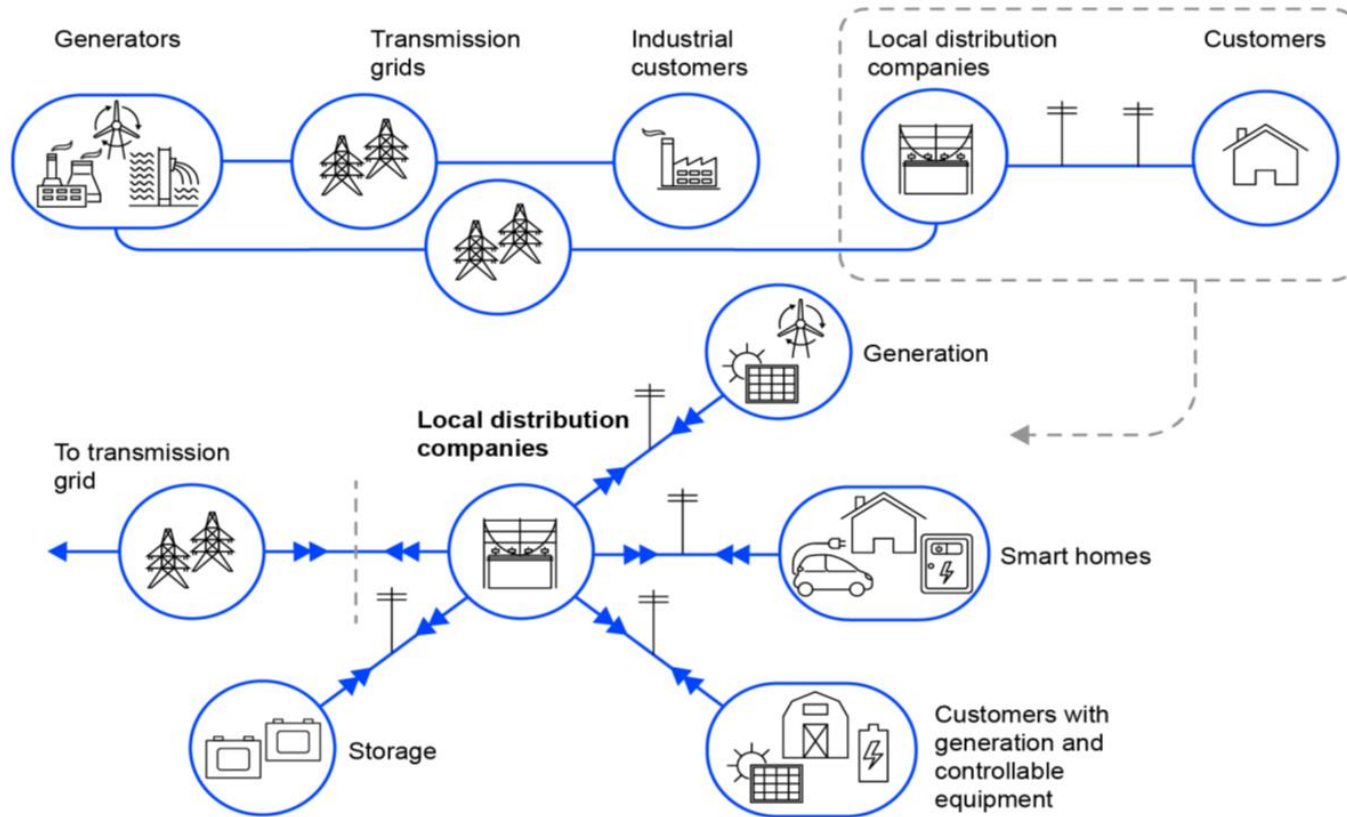 Generators
Transmission
grids
Industrial
customers
Local distribution
companies
Customers
Generation
Local distribution
companies
To transmission
grid
Smart homes
Storage
Customers with
generation and
controllable
equipment